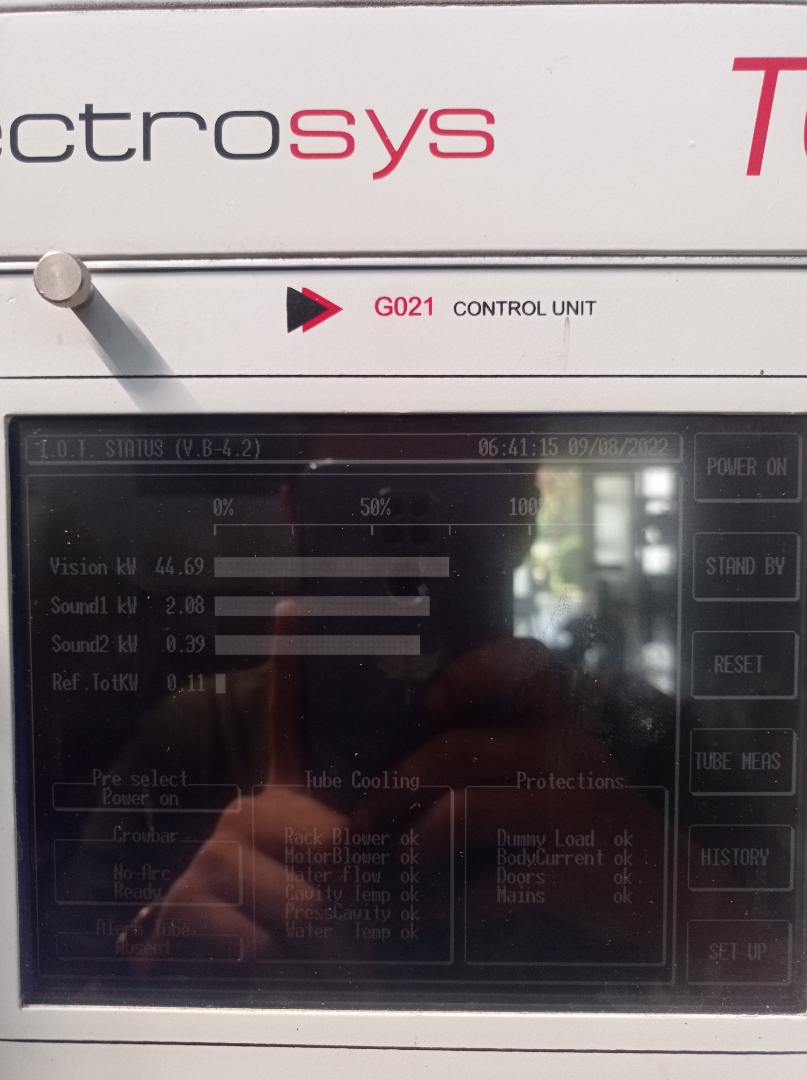 ectrosys
G021 CONTROL UNIT
I.O.T. STATUS (V.B-4.2) 06:41:15 09/08/2022
POWER ON
0% 50% 100%
Vision kW 44.69
STAND BY
Sound1 kW 2.08
Sound2 kW 0.39
RESET
Ref.TotKW 0.11
TUBE MEAS
Pre select
Power on
Crowbar
No-Arc
Ready
Alarm Tube
Absent
Tube Cooling
Rack Blower ok
MotorBlower ok
Water flow ok
Cavity Temp ok
PressCavity ok
Water Temp ok
Protections
Dummy Load ok
BodyCurrent ok
Doors ok
Mains ok
HISTORY
SET UP